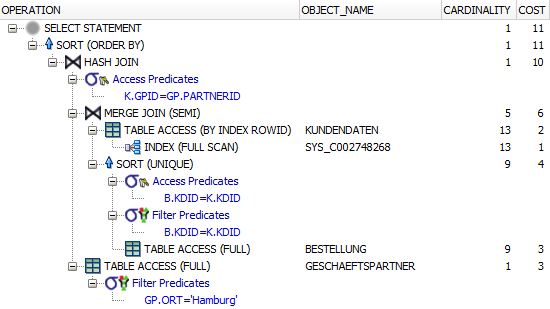 OPERATION OBJECT_NAME CARDINALITY COST
SELECT STATEMENT 1 11
SORT (ORDER BY) 1 11
HASH JOIN 1 10
Access Predicates
K.GPID=GP.PARTNERID
MERGE JOIN (SEMI) 5 6
TABLE ACCESS (BY INDEX ROWID) KUNDENDATEN 13 2
INDEX (FULL SCAN) SYS_C002748268 13 1
SORT (UNIQUE) 9 4
Access Predicates
B.KDID=K.KDID
Filter Predicates
B.KDID=K.KDID
TABLE ACCESS (FULL) BESTELLUNG 9 3
TABLE ACCESS (FULL) GESCHAEFTSPARTNER 1 3
Filter Predicates
GP.ORT='Hamburg'